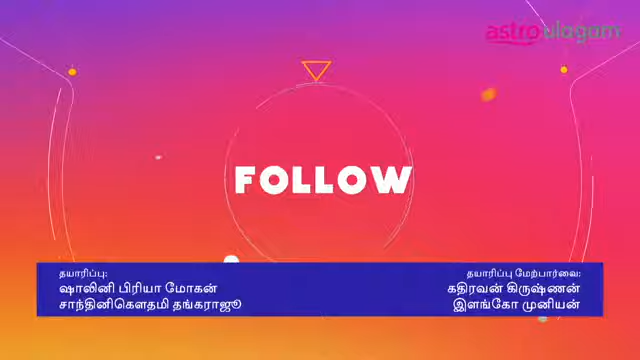 astro ulagam
FOLLOW
தயாரிப்பு:
ஷாலினி பிரியா மோகன்
சாந்தினிகௌதமி தங்கராஜூ
தயாரிப்பு மேற்பார்வை:
கதிரவன் கிருஷ்ணன்
இளங்கோ முனியன்